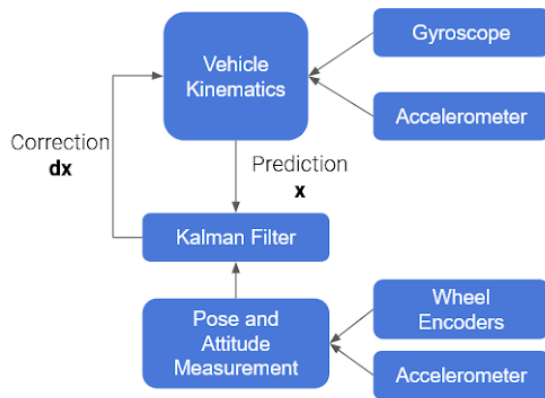 Vehicle
Kinematics
Gyroscope
Accelerometer
Correction
dx
Prediction
x
Kalman Filter
Pose and
Attitude
Measurement
Wheel
Encoders
Accelerometer